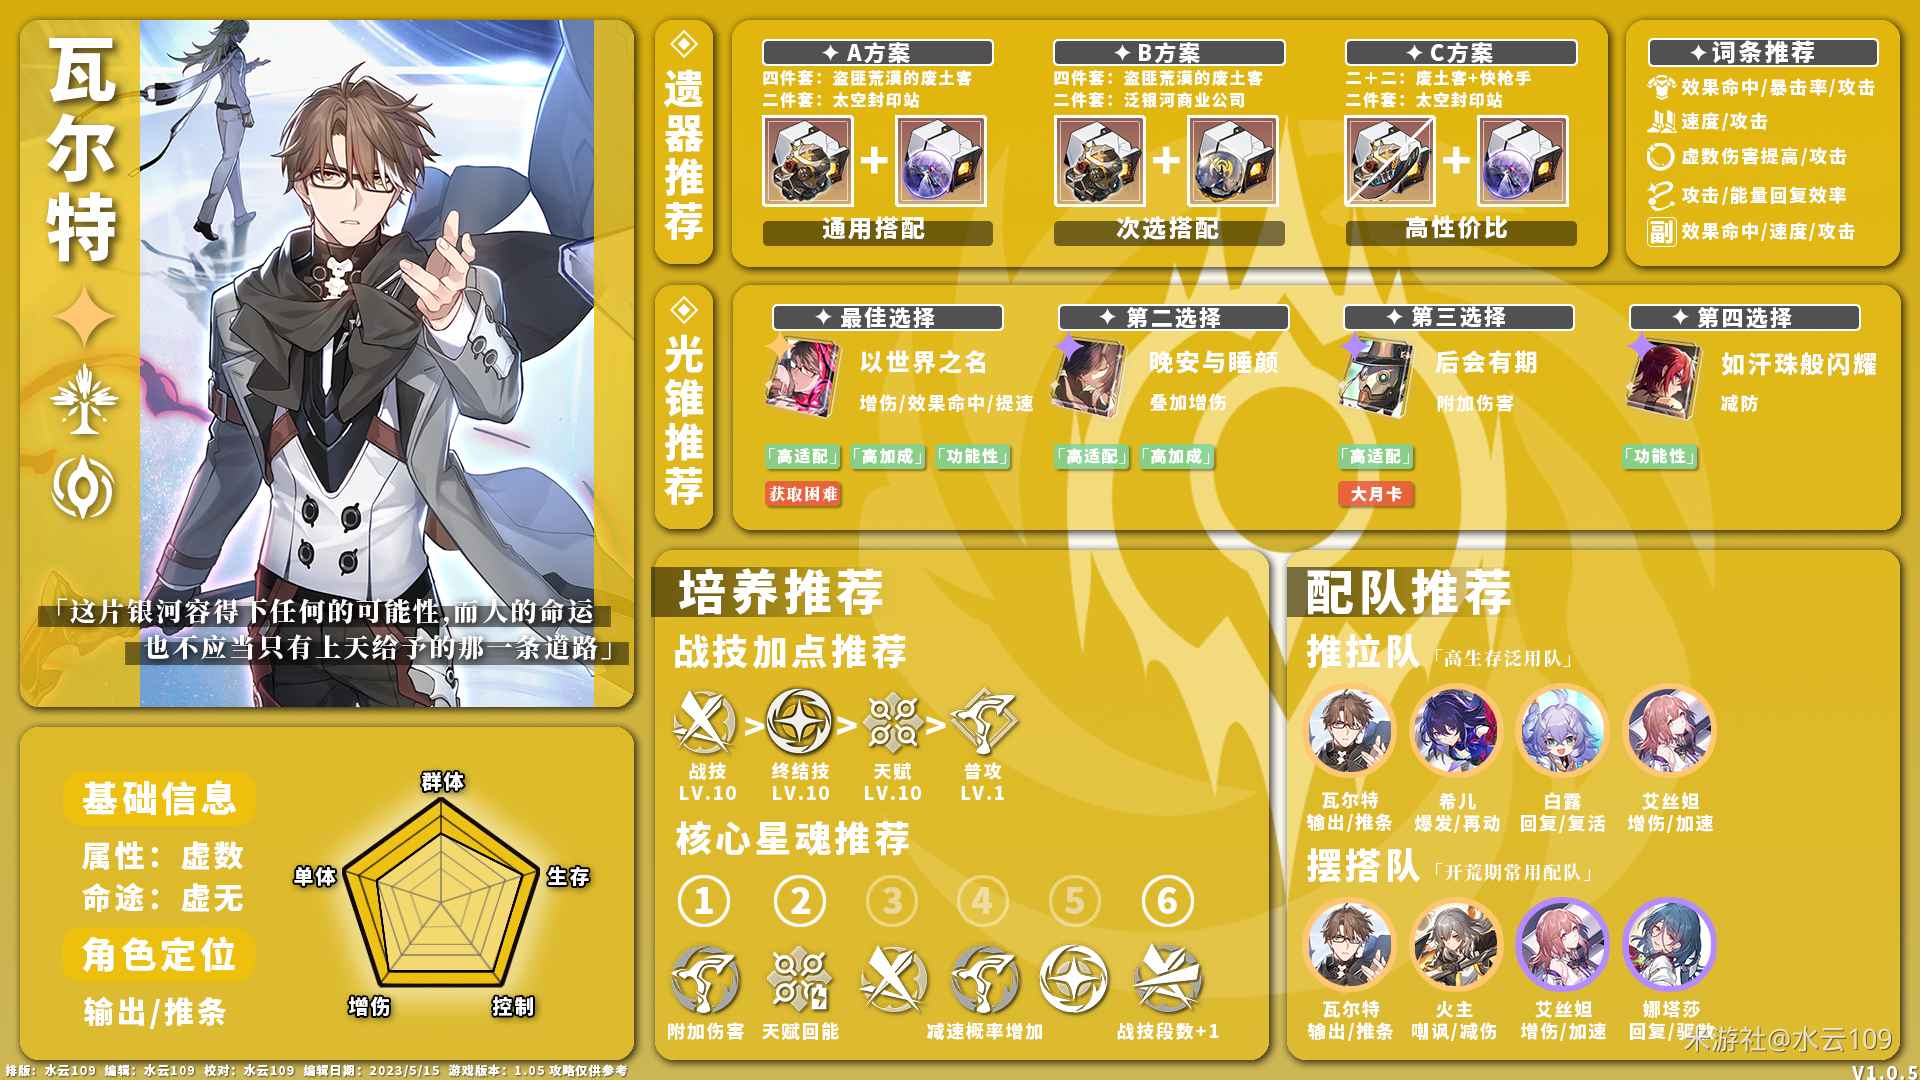 瓦尔特
「这片银河容得下任何的可能性,而人的命运
也不应当只有上天给予的那一条道路」
基础信息
属性：虚数
命途：虚无
角色定位
输出/推条
群体
单体
生存
增伤
控制
遗器推荐
✦A方案
四件套：盗匪荒漠的废土客
二件套：太空封印站
+
通用搭配
✦B方案
四件套：盗匪荒漠的废土客
二件套：泛银河商业公司
+
次选搭配
✦C方案
二+二：废土客+快枪手
二件套：太空封印站
+
高性价比
✦词条推荐
效果命中/暴击率/攻击
速度/攻击
虚数伤害提高/攻击
攻击/能量回复效率
副 效果命中/速度/攻击
光锥推荐
✦最佳选择
以世界之名
增伤/效果命中/提速
「高适配」「高加成」「功能性」
获取困难
✦第二选择
晚安与睡颜
叠加增伤
「高适配」「高加成」
✦第三选择
后会有期
附加伤害
「高适配」
大月卡
✦第四选择
如汗珠般闪耀
减防
「功能性」
培养推荐
战技加点推荐
> > >
战技 终结技 天赋 普攻
LV.10 LV.10 LV.10 LV.1
核心星魂推荐
1 2 3 4 5 6
附加伤害 天赋回能 减速概率增加 战技段数+1
配队推荐
推拉队「高生存泛用队」
瓦尔特 希儿 白露 艾丝妲
输出/推条 爆发/再动 回复/复活 增伤/加速
摆搭队「开荒期常用配队」
瓦尔特 火主 艾丝妲 娜塔莎
输出/推条 嘲讽/减伤 增伤/加速 回复/驱散
米游社@水云109
排版：水云109 编辑：水云109 校对：水云109 编辑日期：2023/5/15 游戏版本：1.05 攻略仅供参考
V1.0.5